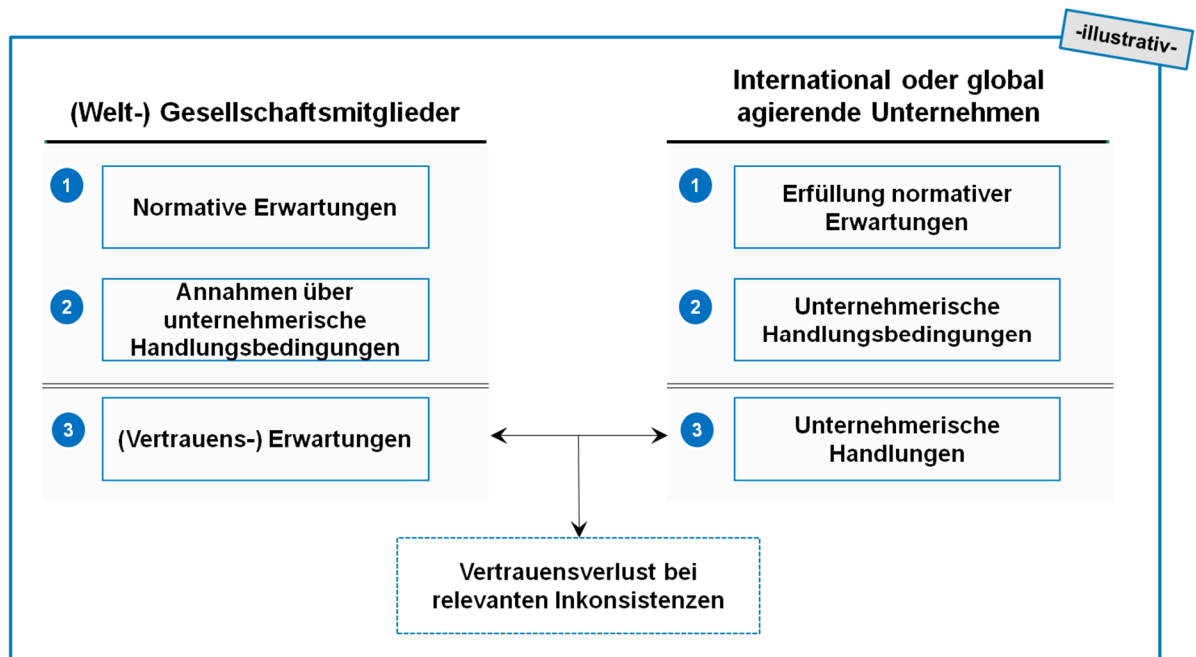 -illustrativ-
(Welt-) Gesellschaftsmitglieder
1
Normative Erwartungen
2
Annahmen über
unternehmerische
Handlungsbedingungen
3
(Vertrauens-) Erwartungen
International oder global
agierende Unternehmen
1
Erfüllung normativer
Erwartungen
2
Unternehmerische
Handlungsbedingungen
3
Unternehmerische
Handlungen
Vertrauensverlust bei
relevanten Inkonsistenzen